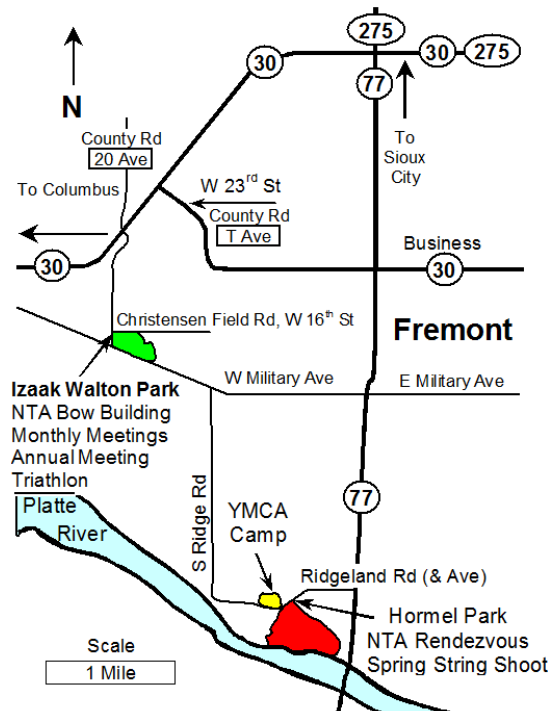 275
30
30
275
77
N
To
Sioux
City
County Rd
20 Ave
To Columbus
W 23rd St
County Rd
T Ave
Business
30
30
Christensen Field Rd, W 16th St
Fremont
W Military Ave
E Military Ave
Izaak Walton Park
NTA Bow Building
Monthly Meetings
Annual Meeting
Triathlon
Platte
River
S Ridge Rd
77
YMCA
Camp
Ridgeland Rd (& Ave)
Hormel Park
NTA Rendezvous
Spring String Shoot
Scale
1 Mile